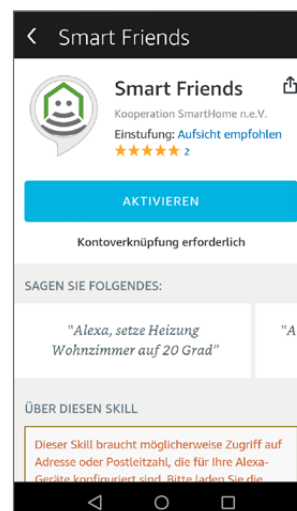 Smart Friends
Smart Friends
Kooperation SmartHome n.e.V.
Einstufung: Aufsicht empfohlen
2
AKTIVIEREN
Kontoverknüpfung erforderlich
SAGEN SIE FOLGENDES:
"Alexa, setze Heizung
Wohnzimmer auf 20 Grad"
"A
ÜBER DIESEN SKILL
Dieser Skill braucht möglicherweise Zugriff auf
Adresse oder Postleitzahl, die für Ihre Alexa-
Geräte konfiguriert sind. Bitte laden Sie die